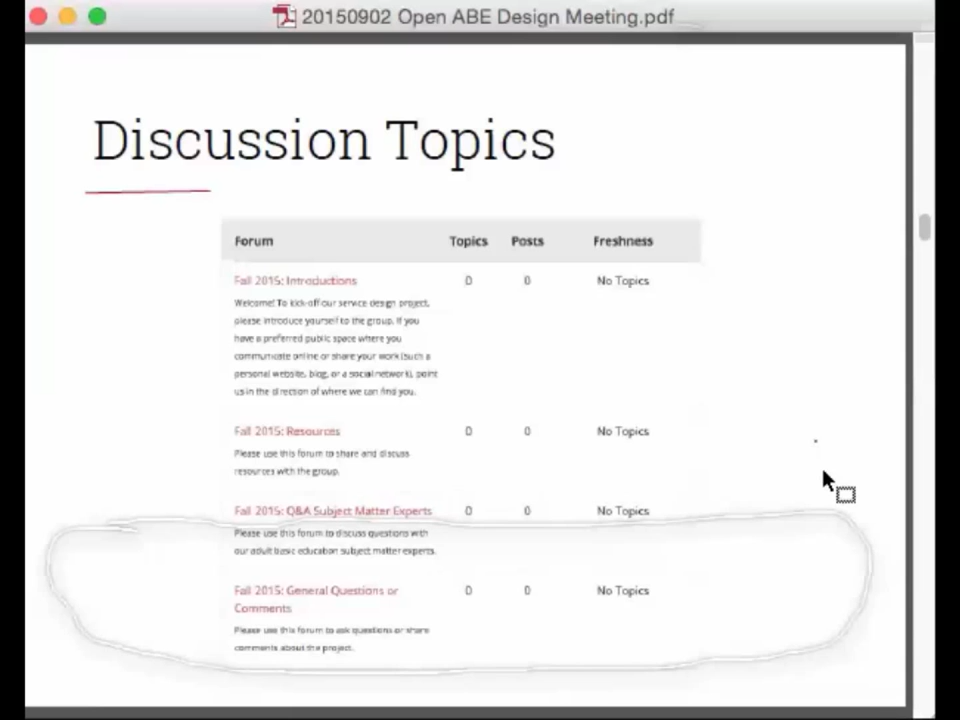 20150902 Open ABE Design Meeting.pdf
Discussion Topics
Forum Topics Posts Freshness
Fall 2015: Introductions 0 0 No Topics
Welcome! To kick-off our service design project,
please introduce yourself to the group. If you
have a preferred public space where you
communicate online or share your work (such a
personal website, blog, or a social network), point
us in the direction of where we can find you.
Fall 2015: Resources 0 0 No Topics
Please use this forum to share and discuss
resources with the group.
Fall 2015: Q&A Subject Matter Experts 0 0 No Topics
Please use this forum to discuss questions with
our adult basic education subject matter experts.
Fall 2015: General Questions or 0 0 No Topics
Comments
Please use this forum to ask questions or share
comments about the project.